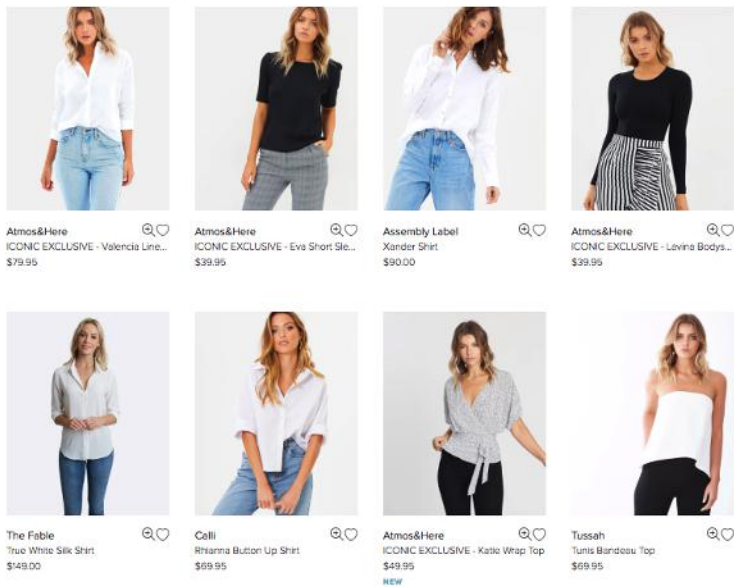 Atmos&Here
ICONIC EXCLUSIVE - Valencia Line...
$79.95
Atmos&Here
ICONIC EXCLUSIVE - Eva Short Sle...
$39.95
Assembly Label
Xander Shirt
$90.00
Atmos&Here
ICONIC EXCLUSIVE - Lavina Bodys...
$39.95
The Fable
True White Silk Shirt
$149.00
Calli
Rhianna Button Up Shirt
$69.95
Atmos&Here
ICONIC EXCLUSIVE - Katie Wrap Top
$49.95
NEW
Tussah
Tunis Bandeau Top
$69.95